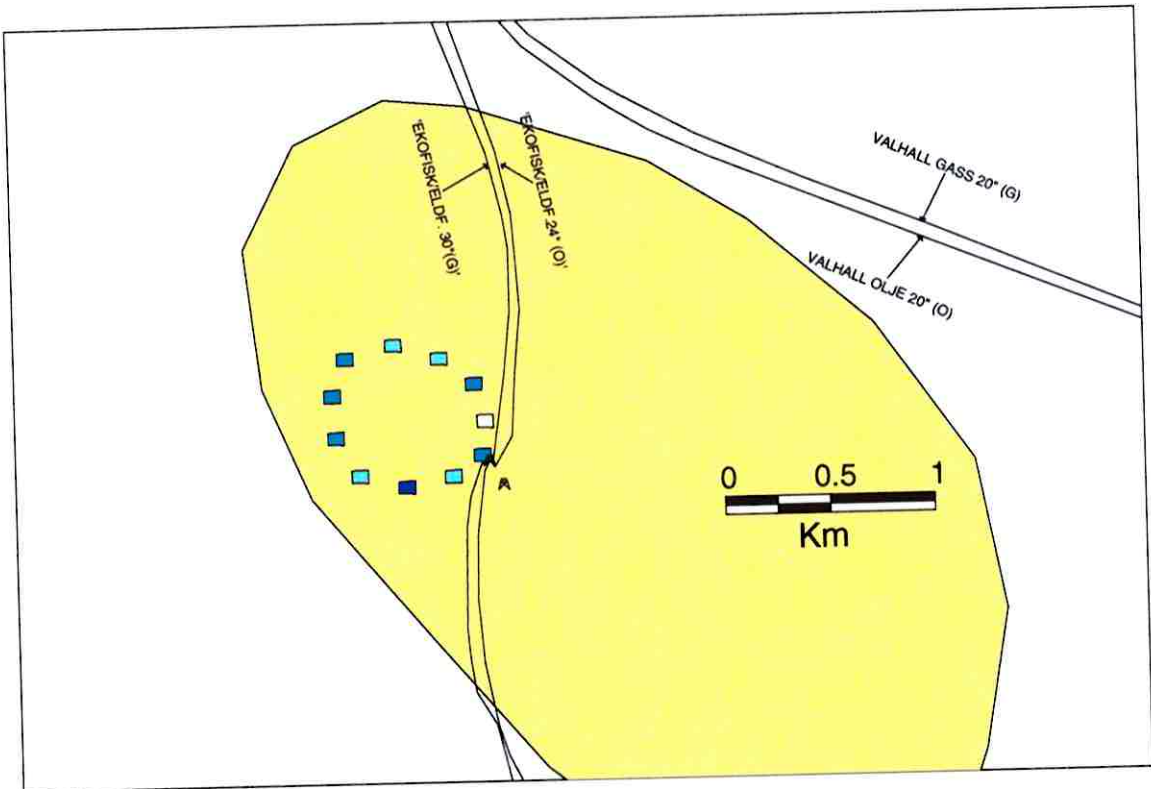 'EKOFISK/ELDF. 30"(G)'
'EKOFISK/ELDF.24" (O)'
VALHALL GASS 20" (G)
VALHALL OLJE 20" (O)
0 0.5 1
Km